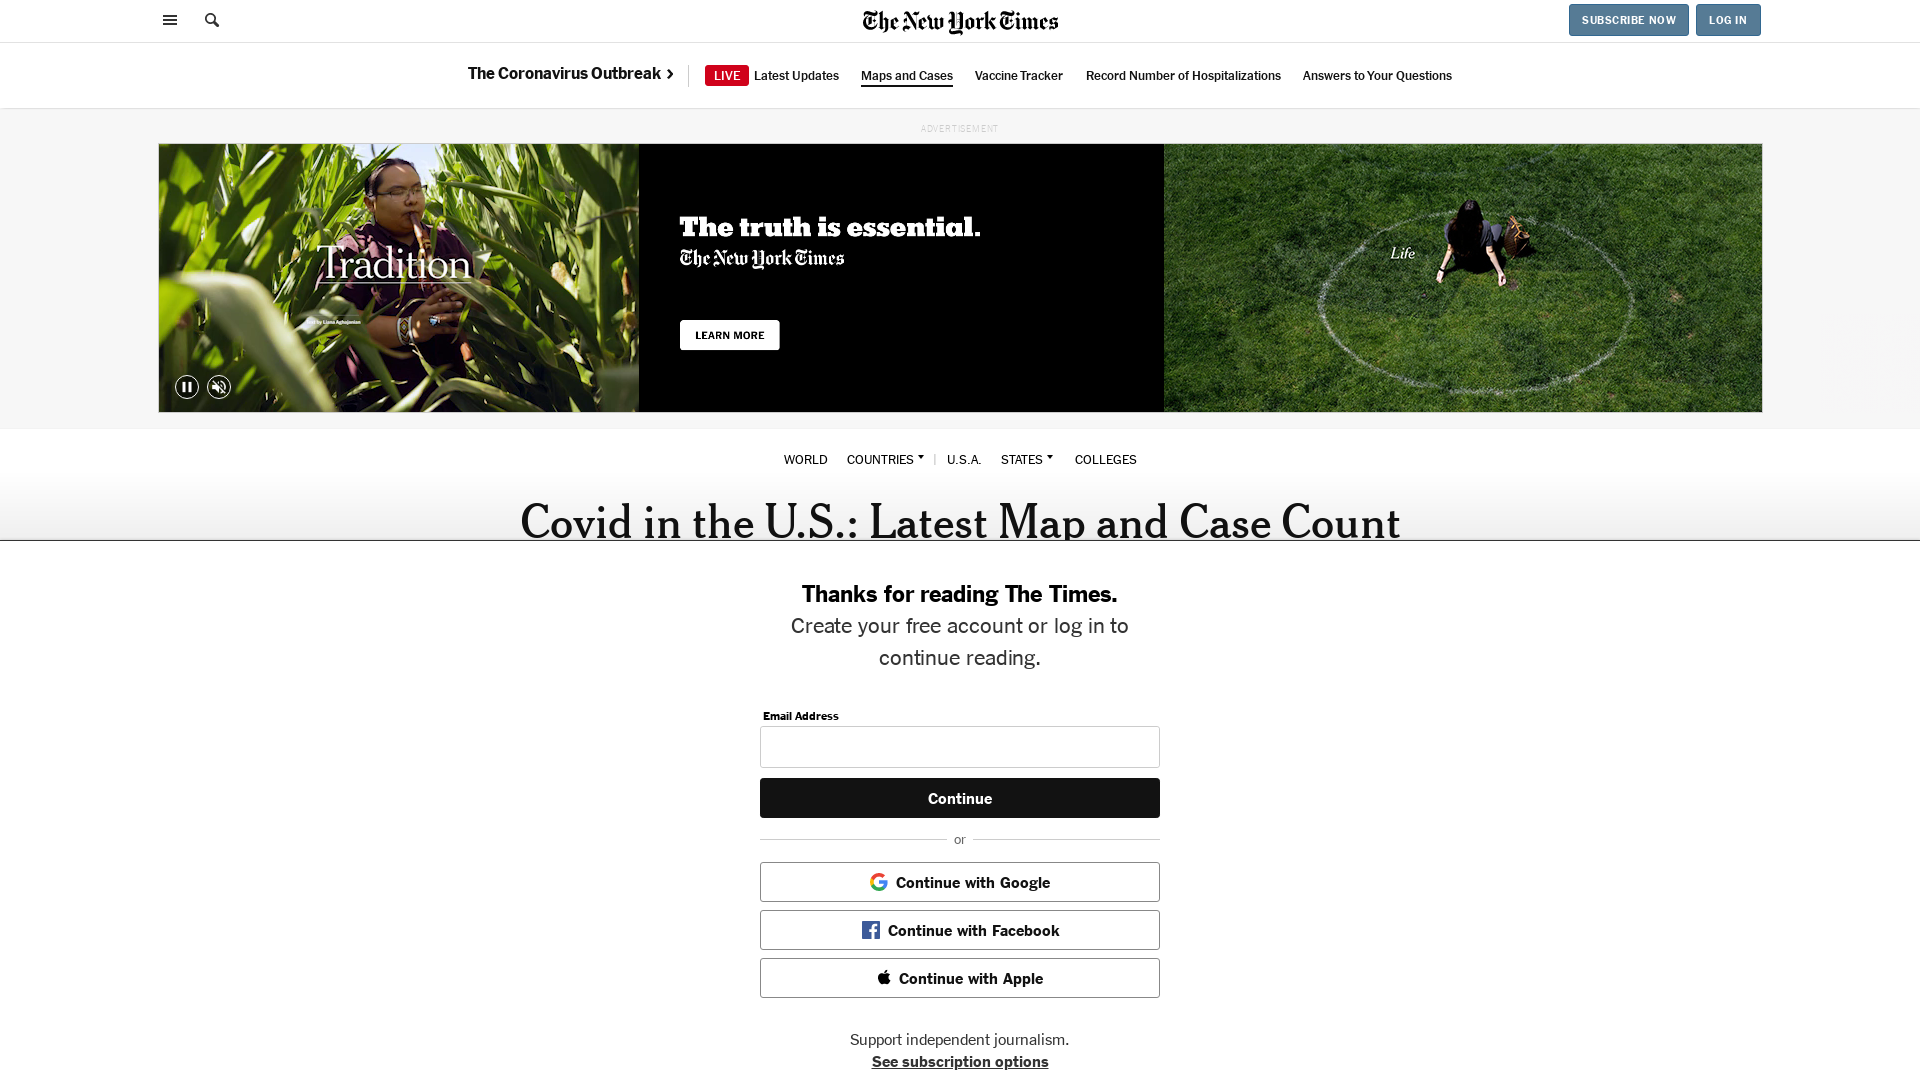 The New York Times
SUBSCRIBE NOW
LOG IN
The Coronavirus Outbreak
LIVE Latest Updates
Maps and Cases
Vaccine Tracker
Record Number of Hospitalizations
Answers to Your Questions
ADVERTISEMENT
Tradition
by Liana Aghajanian
The truth is essential.
The New York Times
LEARN MORE
Life
WORLD
COUNTRIES
U.S.A.
STATES
COLLEGES
Covid in the U.S.: Latest Map and Case Count
Thanks for reading The Times.
Create your free account or log in to
continue reading.
Email Address
Continue
or
Continue with Google
Continue with Facebook
Continue with Apple
Support independent journalism.
See subscription options